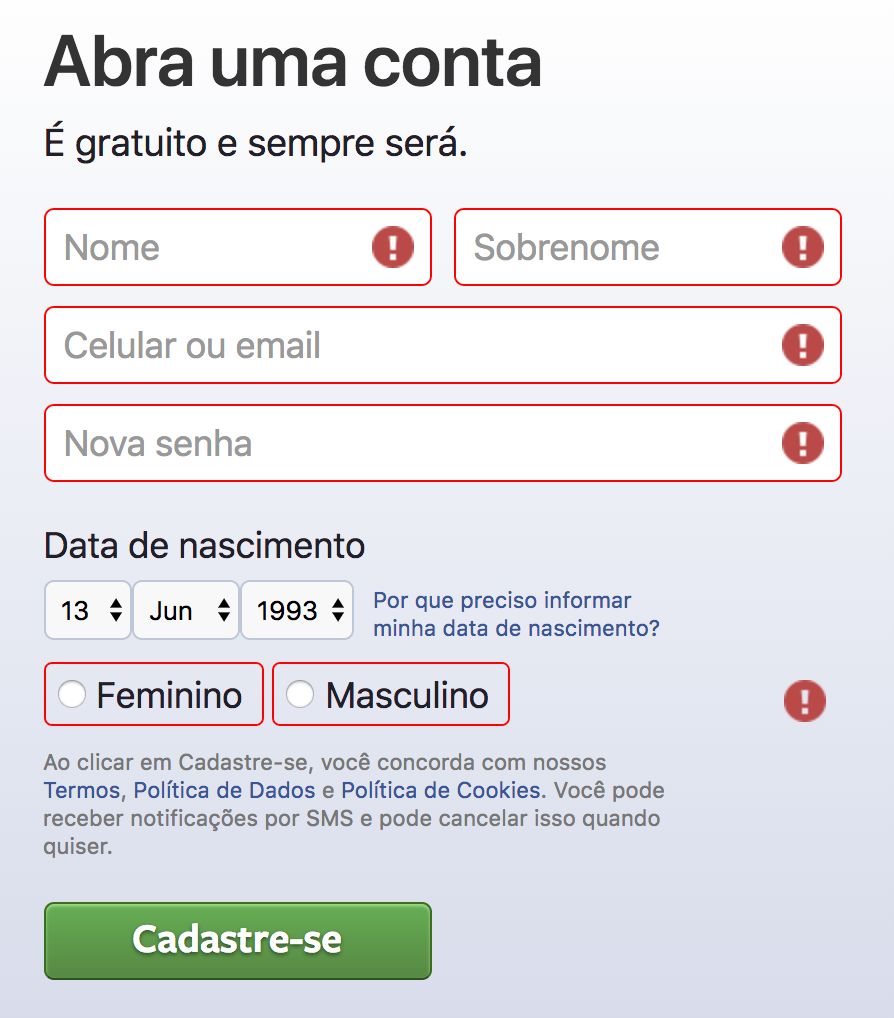 Abra uma conta
É gratuito e sempre será.
Nome
Sobrenome
Celular ou email
Nova senha
Data de nascimento
13 Jun 1993
Por que preciso informar
minha data de nascimento?
Feminino Masculino
Ao clicar em Cadastre-se, você concorda com nossos
Termos, Política de Dados e Política de Cookies. Você pode
receber notificações por SMS e pode cancelar isso quando
quiser.
Cadastre-se